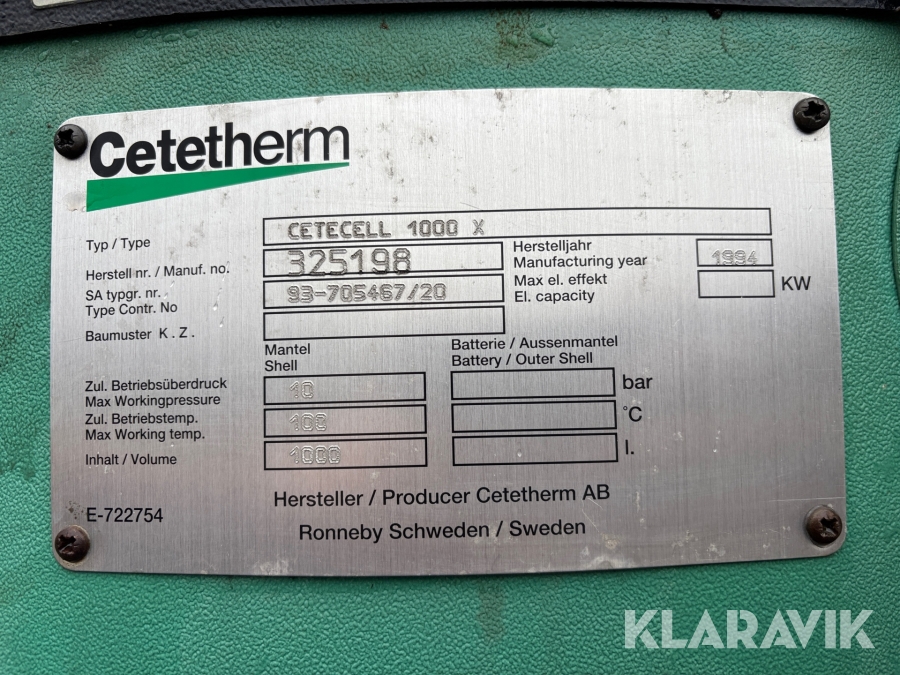 Cetetherm
Typ / Type CETECELL 1000 X
Herstell nr. / Manuf. no. 325198
Herstelljahr
Manufacturing year 1994
SA typgr. nr.
Type Contr. No 93-705467/20
Max el. effekt
El. capacity KW
Baumuster K . Z .
Mantel
Shell
Batterie / Aussenmantel
Battery / Outer Shell
Zul. Betriebsüberdruck
Max Workingpressure 10 bar
Zul. Betriebstemp.
Max Working temp. 100 °C
Inhalt / Volume 1000 l.
Hersteller / Producer Cetetherm AB
E-722754
Ronneby Schweden / Sweden
KLARAVIK